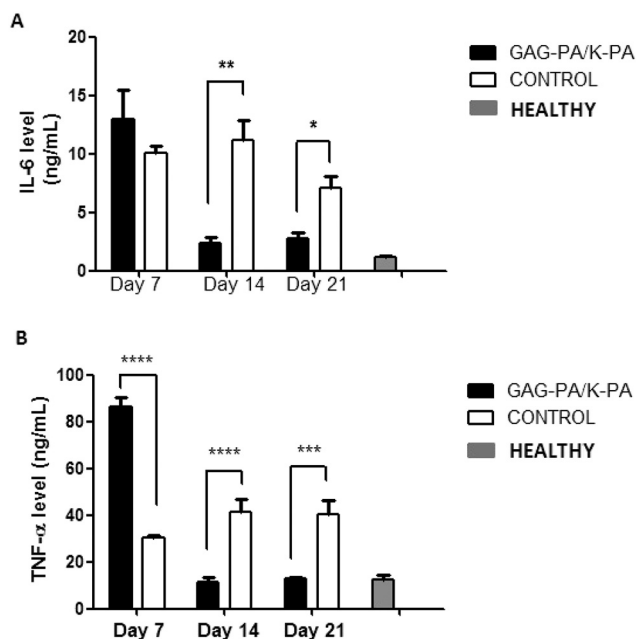 A
20
15
10
5
0
IL-6 level
(ng/mL)
**
*
Day 7
Day 14
Day 21
GAG-PA/K-PA
CONTROL
HEALTHY
B
100
80
60
40
20
0
TNF-α level (ng/mL)
****
****
***
Day 7
Day 14
Day 21
GAG-PA/K-PA
CONTROL
HEALTHY